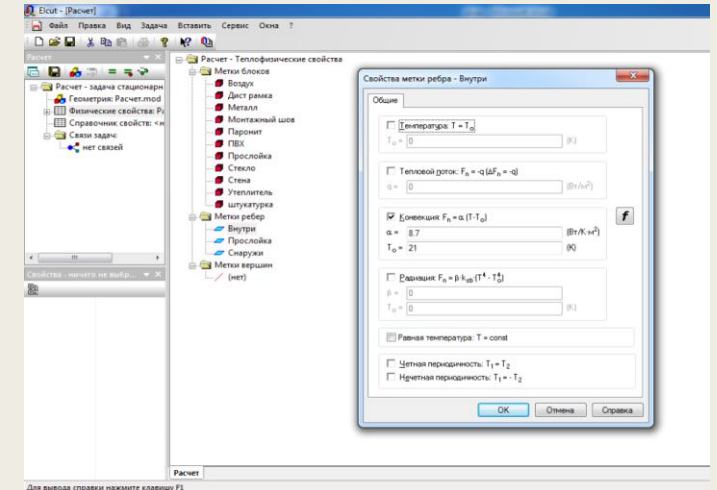 Elcut - [Расчет]
Файл Правка Вид Задача Вставить Сервис Окна ?
Расчет
Расчет - задача стационарн
Геометрия: Расчет.mod
Физические свойства: Ра
Справочник свойств: <н
Связи задач:
нет связей
Свойства - ничего не выбр...
Расчет - Теплофизические свойства
Метки блоков
Воздух
Дист рамка
Металл
Монтажный шов
Паронит
ПВХ
Прослойка
Стекло
Стена
Утеплитель
штукатурка
Метки ребер
Внутри
Прослойка
Снаружи
Метки вершин
(нет)
Расчет
Свойства метки ребра - Внутри
Общие
Температура: T = T₀
T₀ = 0 (K)
Тепловой поток: Fₙ = -q (ΔFₙ = -q)
q = 0 (Вт/м²)
Конвекция: Fₙ = α (T-T₀)
α = 8.7 (Вт/К·м²)
T₀ = 21 (K)
f
Радиация: Fₙ = β·k_SB (T⁴ - T₀⁴)
β = 0
T₀ = 0 (K)
Равная температура: T = const
Четная периодичность: T₁ = T₂
Нечетная периодичность: T₁ = - T₂
OK Отмена Справка
Для вывода справки нажмите клавишу F1